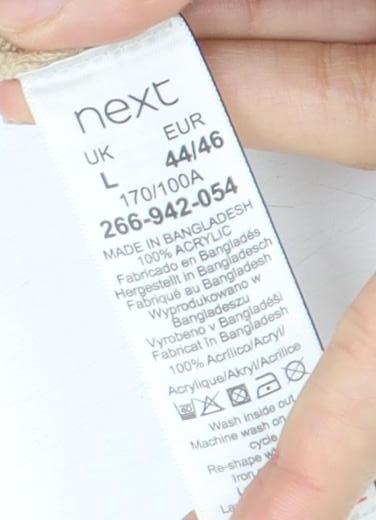 next
UK EUR
L 44/46
170/100A
266-942-054
MADE IN BANGLADESH
100% ACRYLIC
Fabricado en Bangladés
Hergestellt in Bangladesch
Fabriqué au Bangladesh
Wyprodukowano w
Bangladeszu
Vyrobeno v Bangladéši
Fabricat în Bangladesh
100% Acrílico/Acryl/
Acrylique/Akryl/Acrilice
40
Wash inside out
Machine wash on
cycle
Re-shape
Iron